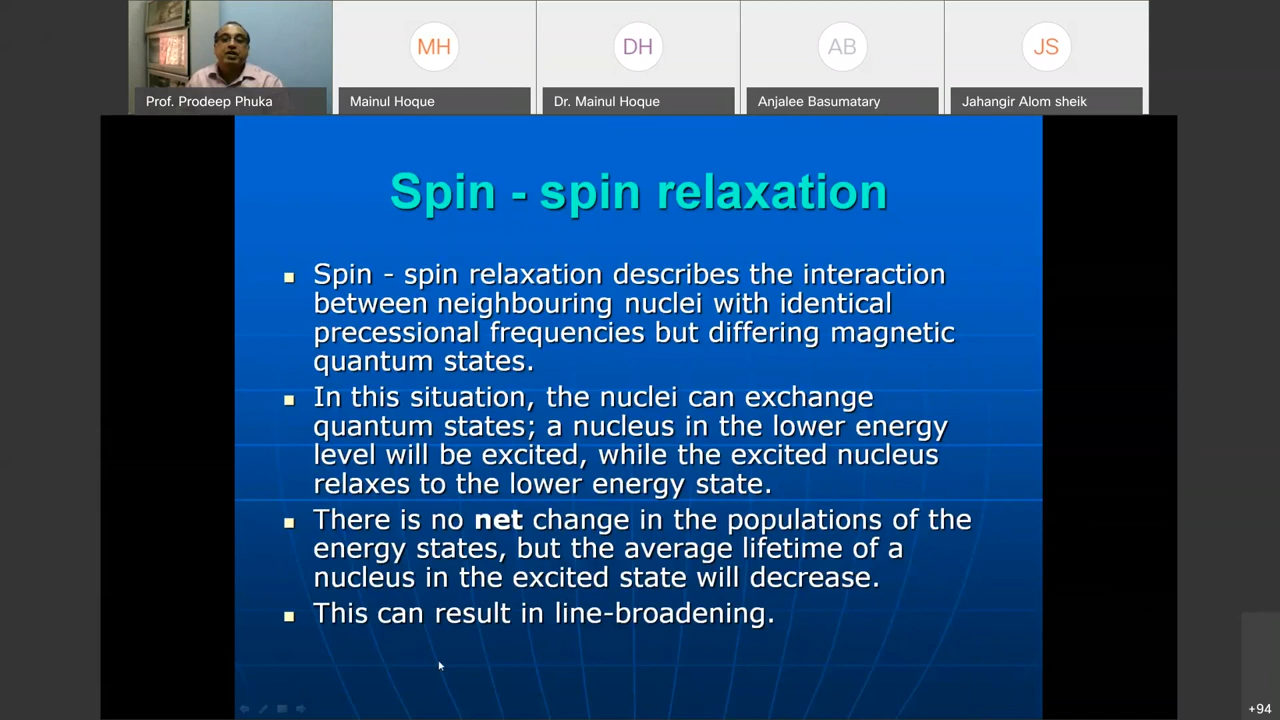 MH
DH
AB
JS
Prof. Prodeep Phuka
Mainul Hoque
Dr. Mainul Hoque
Anjalee Basumatary
Jahangir Alom sheik
Spin - spin relaxation
Spin - spin relaxation describes the interaction
between neighbouring nuclei with identical
precessional frequencies but differing magnetic
quantum states.
In this situation, the nuclei can exchange
quantum states; a nucleus in the lower energy
level will be excited, while the excited nucleus
relaxes to the lower energy state.
There is no net change in the populations of the
energy states, but the average lifetime of a
nucleus in the excited state will decrease.
This can result in line-broadening.
+94